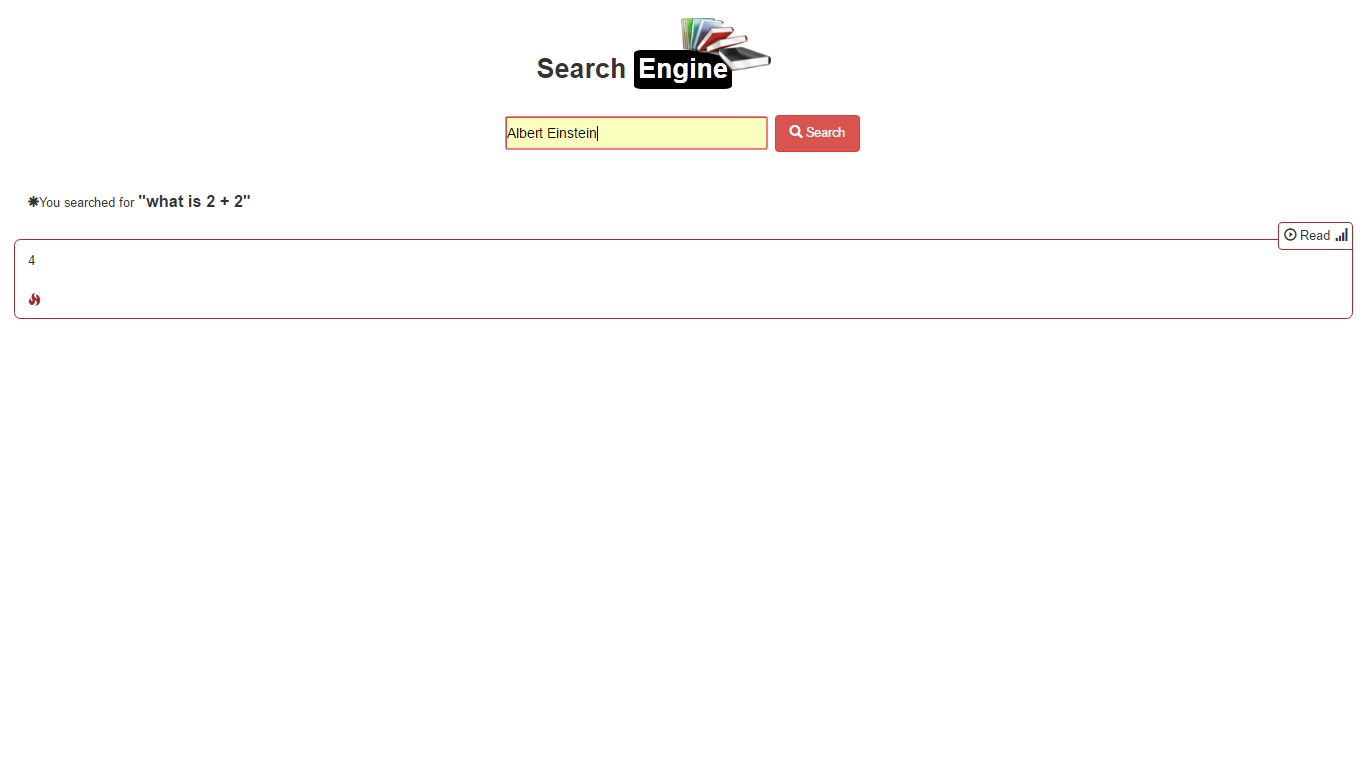 Search Engine
Albert Einstein
Search
You searched for "what is 2 + 2"
Read
4